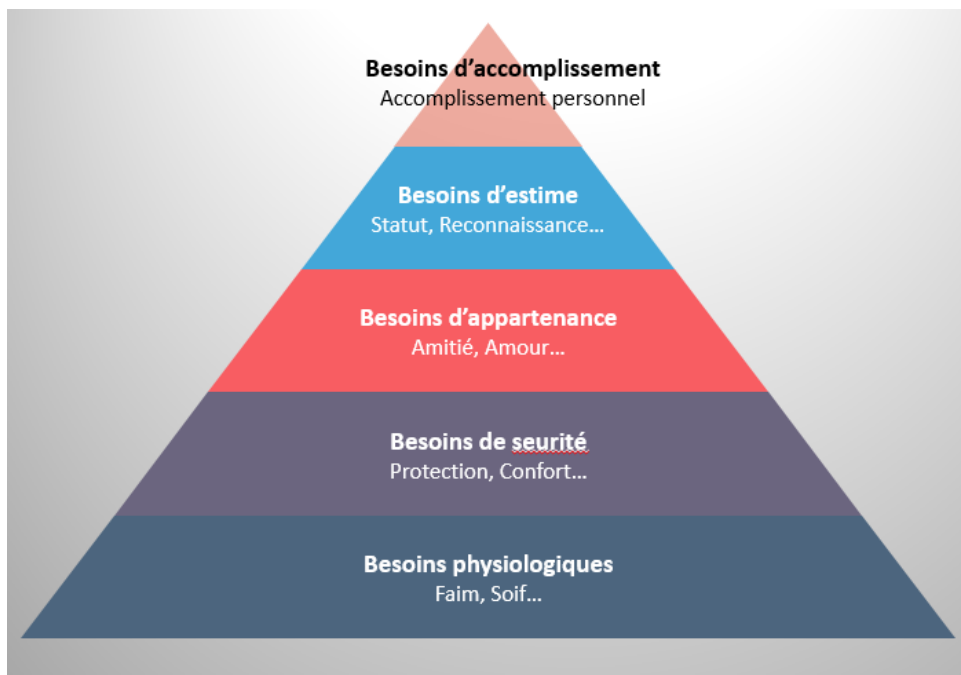 Besoins d’accomplissement
Accomplissement personnel
Besoins d’estime
Statut, Reconnaissance…
Besoins d’appartenance
Amitié, Amour…
Besoins de seurité
Protection, Confort…
Besoins physiologiques
Faim, Soif…